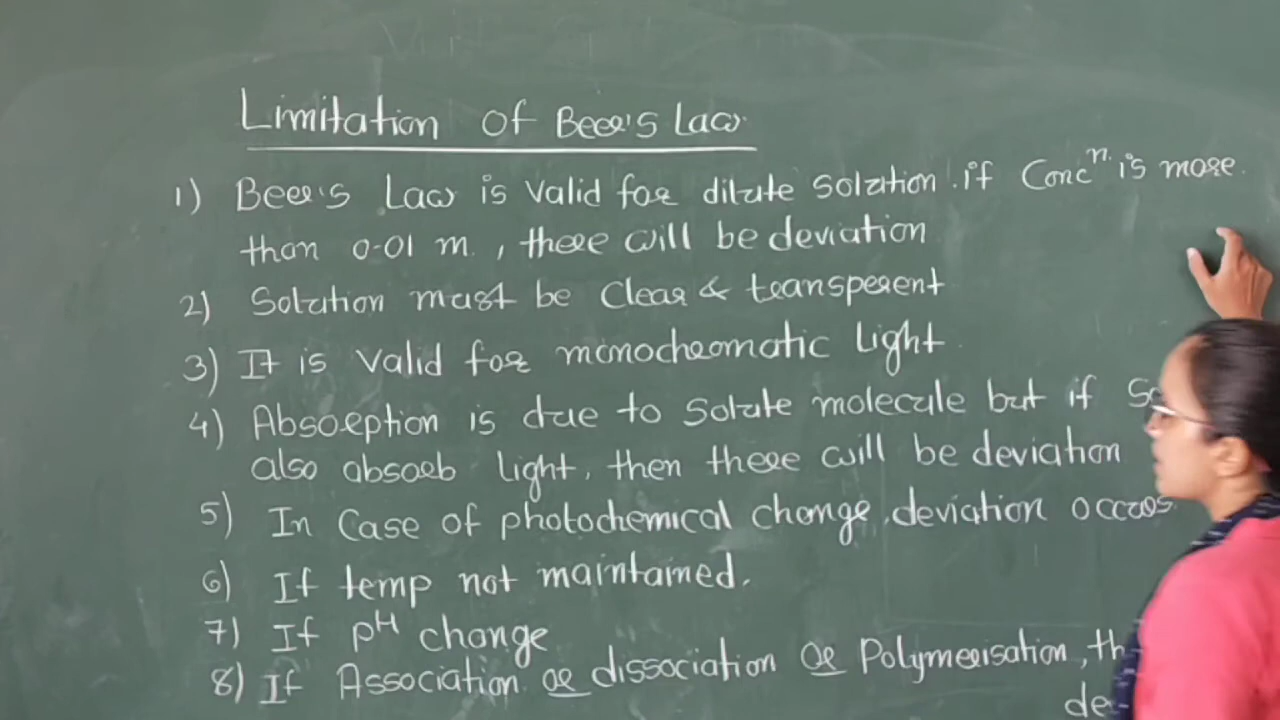 Limitation of Beer's Law
1) Beer's Law is valid for dilute solution. if Concⁿ. is more
than 0.01 m., there will be deviation
2) Solution must be Clear & transperent
3) It is valid for monochromatic light.
4) Absorption is due to solute molecule but if
also absorb light, then there will be deviation
5) In Case of photochemical change, deviation occurs
6) If temp not maintained.
7) If pH change
8) If Association or dissociation or Polymerisation,